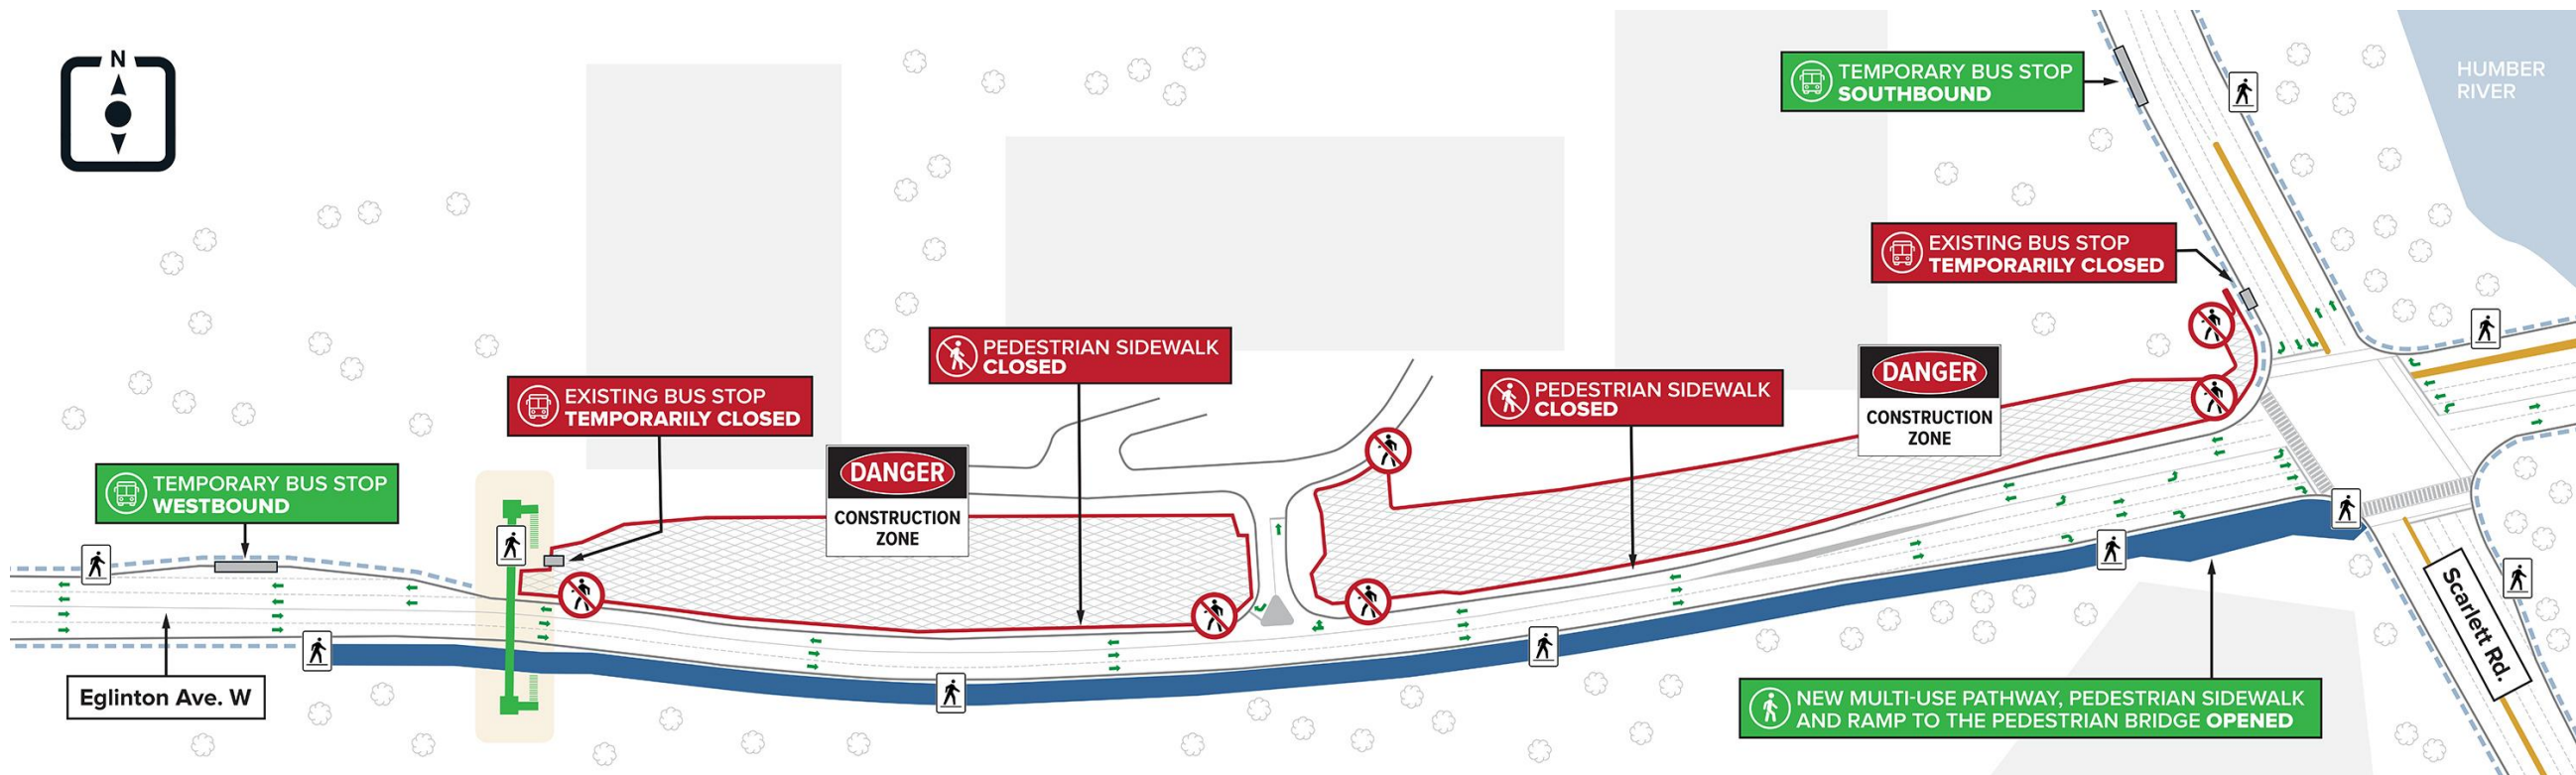 N
HUMBER
RIVER
TEMPORARY BUS STOP
SOUTHBOUND
EXISTING BUS STOP
TEMPORARILY CLOSED
PEDESTRIAN SIDEWALK
CLOSED
DANGER
CONSTRUCTION
ZONE
PEDESTRIAN SIDEWALK
CLOSED
EXISTING BUS STOP
TEMPORARILY CLOSED
DANGER
CONSTRUCTION
ZONE
TEMPORARY BUS STOP
WESTBOUND
Eglinton Ave. W
Scarlett Rd.
NEW MULTI-USE PATHWAY, PEDESTRIAN SIDEWALK
AND RAMP TO THE PEDESTRIAN BRIDGE OPENED